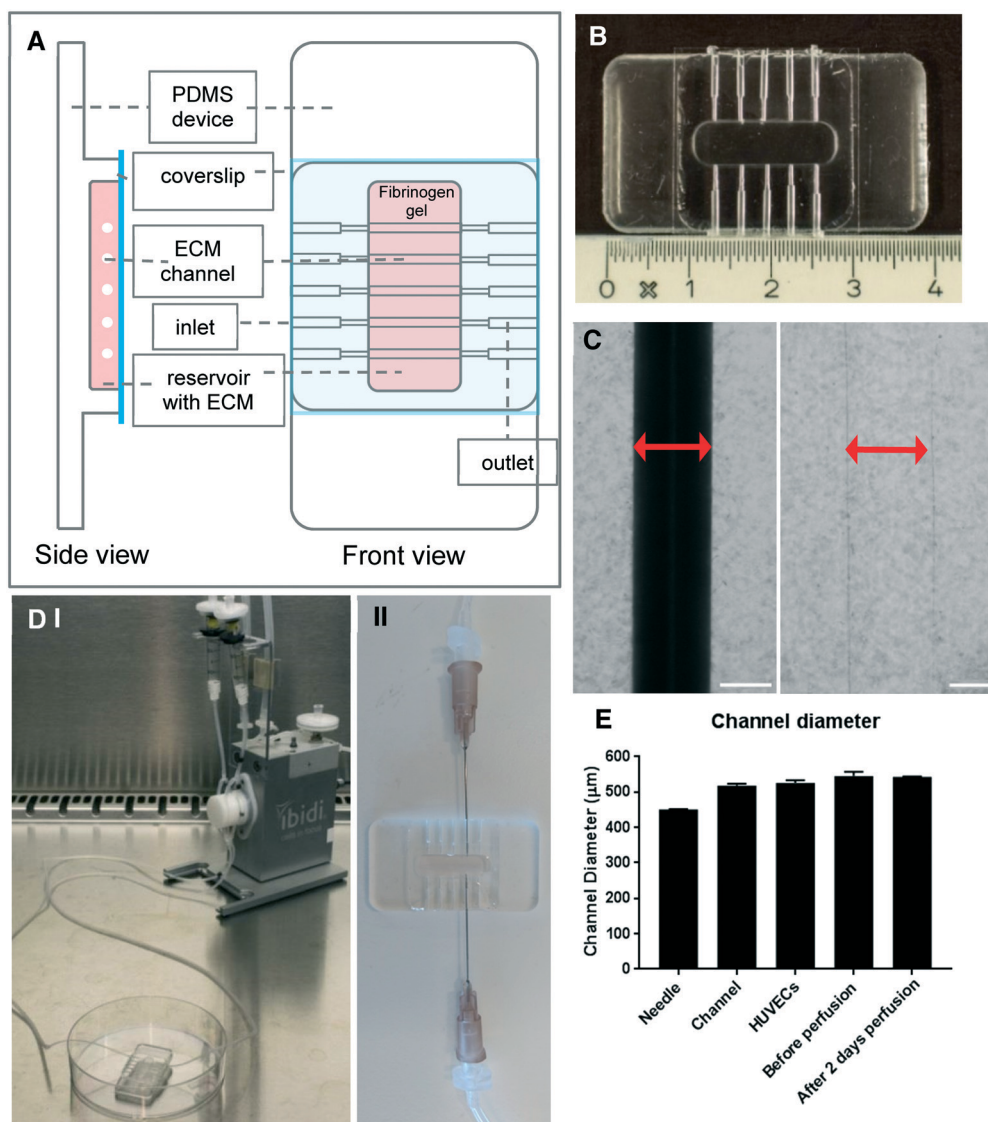 A
PDMS
device
coverslip
ECM
channel
inlet
reservoir
with ECM
Fibrinogen
gel
outlet
Side view
Front view
B
0 1 2 3 4
C
D I
ibidi
II
E
Channel diameter
Channel Diameter (µm)
600
500
400
300
200
100
0
Needle
Channel
HUVECs
Before perfusion
After 2 days perfusion